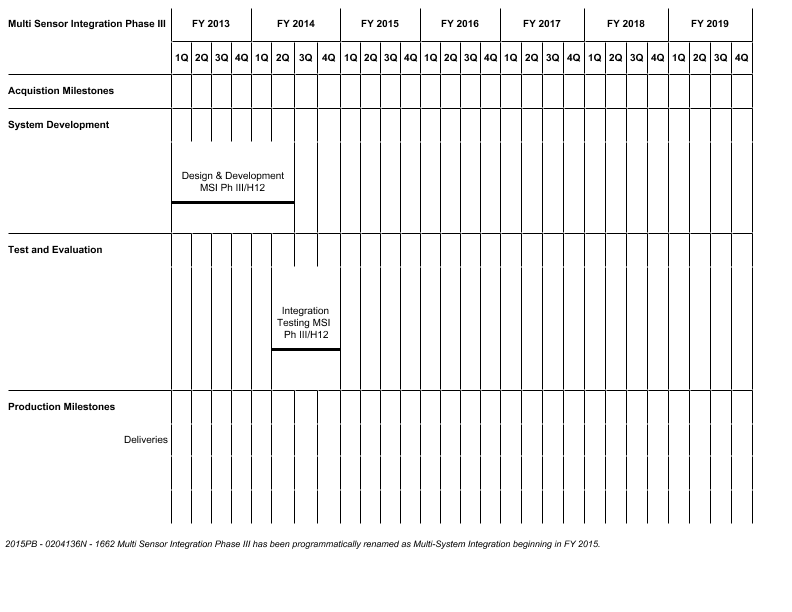 Multi Sensor Integration Phase III FY 2013 FY 2014 FY 2015 FY 2016 FY 2017 FY 2018 FY 2019
1Q 2Q 3Q 4Q 1Q 2Q 3Q 4Q 1Q 2Q 3Q 4Q 1Q 2Q 3Q 4Q 1Q 2Q 3Q 4Q 1Q 2Q 3Q 4Q 1Q 2Q 3Q 4Q
Acquistion Milestones
System Development
Design & Development
MSI Ph III/H12
Test and Evaluation
Integration
Testing MSI
Ph III/H12
Production Milestones
Deliveries
2015PB - 0204136N - 1662 Multi Sensor Integration Phase III has been programmatically renamed as Multi-System Integration beginning in FY 2015.